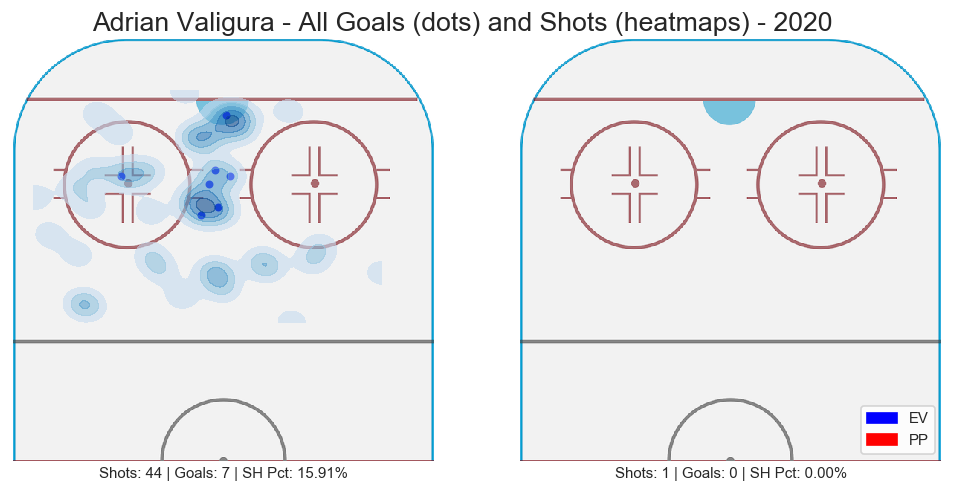 Adrian Valigura - All Goals (dots) and Shots (heatmaps) - 2020
EV
PP
Shots: 44 | Goals: 7 | SH Pct: 15.91%
Shots: 1 | Goals: 0 | SH Pct: 0.00%